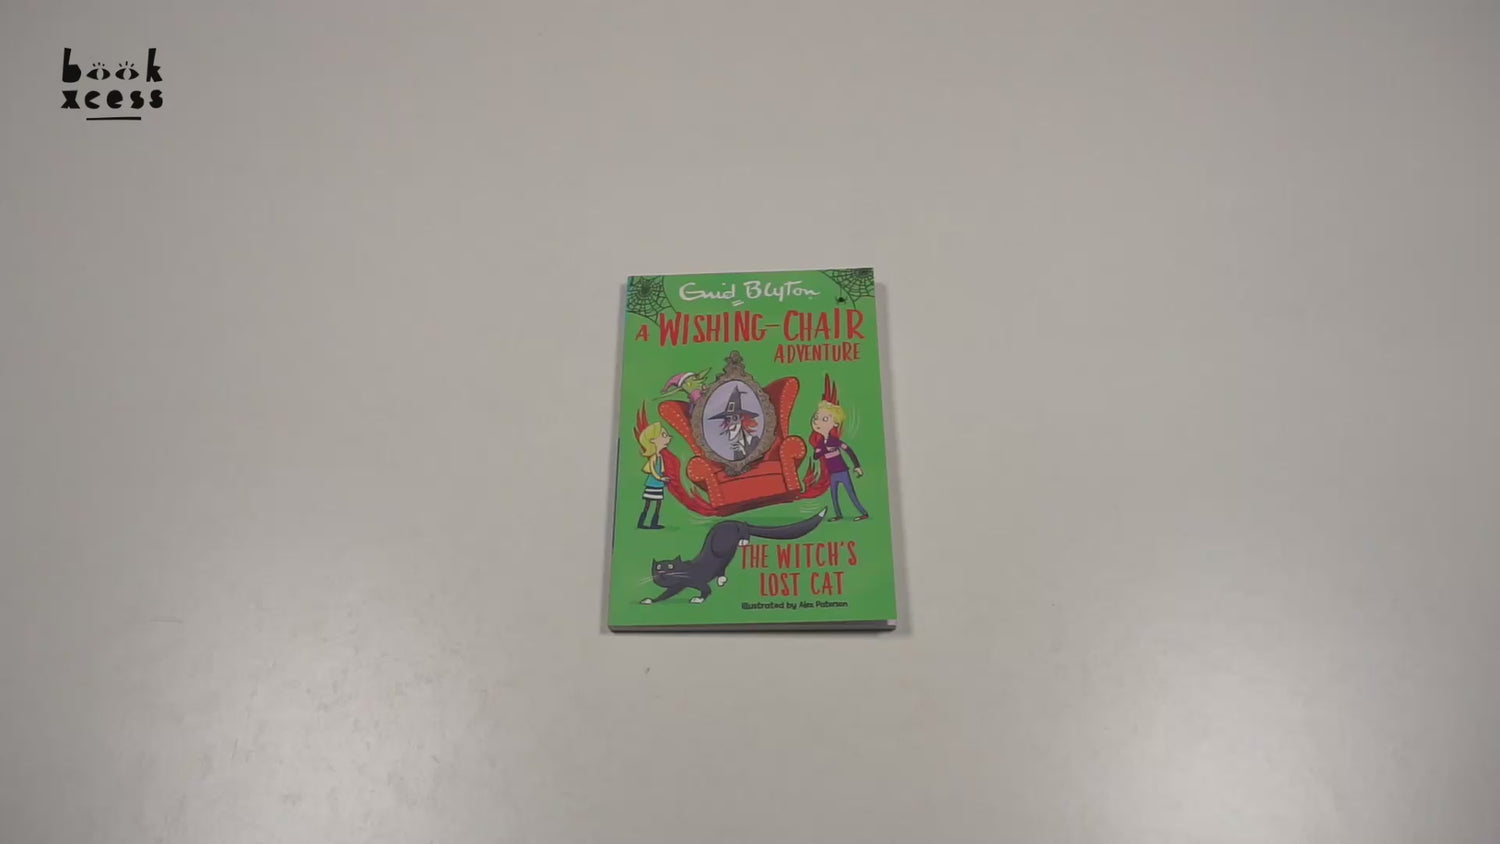 book
xcess
Enid Blyton
A WISHING-CHAIR
ADVENTURE
THE WITCH'S
LOST CAT
Illustrated by Alex Paterson